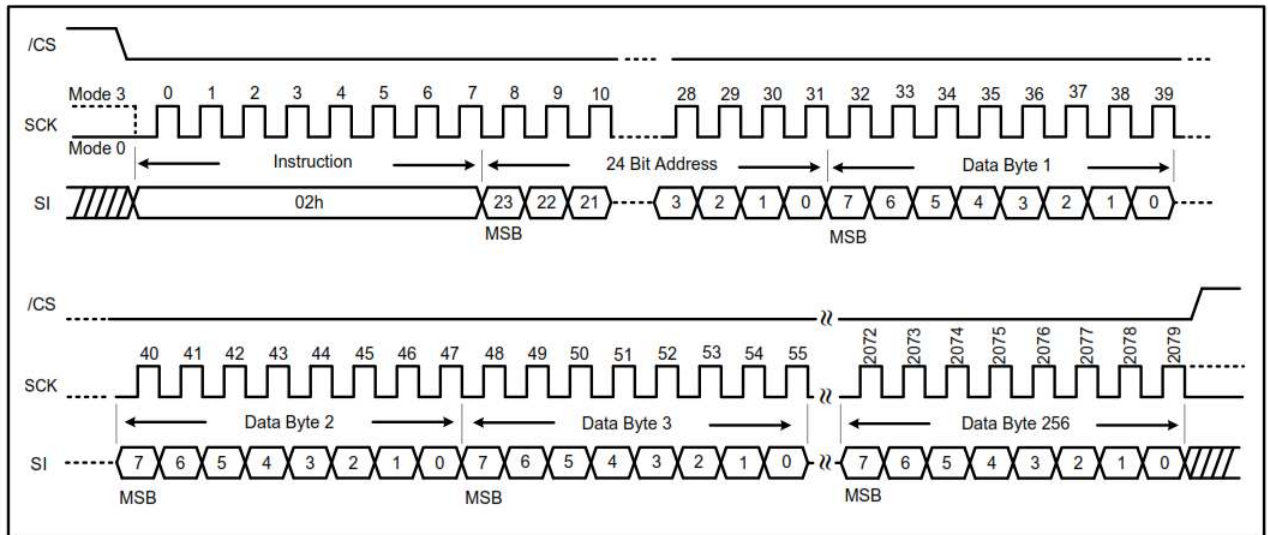 /CS
Mode 3 0 1 2 3 4 5 6 7 8 9 10 28 29 30 31 32 33 34 35 36 37 38 39
SCK
Mode 0
Instruction 24 Bit Address Data Byte 1
SI 02h 23 22 21 3 2 1 0 7 6 5 4 3 2 1 0
MSB MSB
/CS
40 41 42 43 44 45 46 47 48 49 50 51 52 53 54 55 2072 2073 2074 2075 2076 2077 2078 2079
SCK
Data Byte 2 Data Byte 3 Data Byte 256
SI 7 6 5 4 3 2 1 0 7 6 5 4 3 2 1 0 7 6 5 4 3 2 1 0
MSB MSB MSB